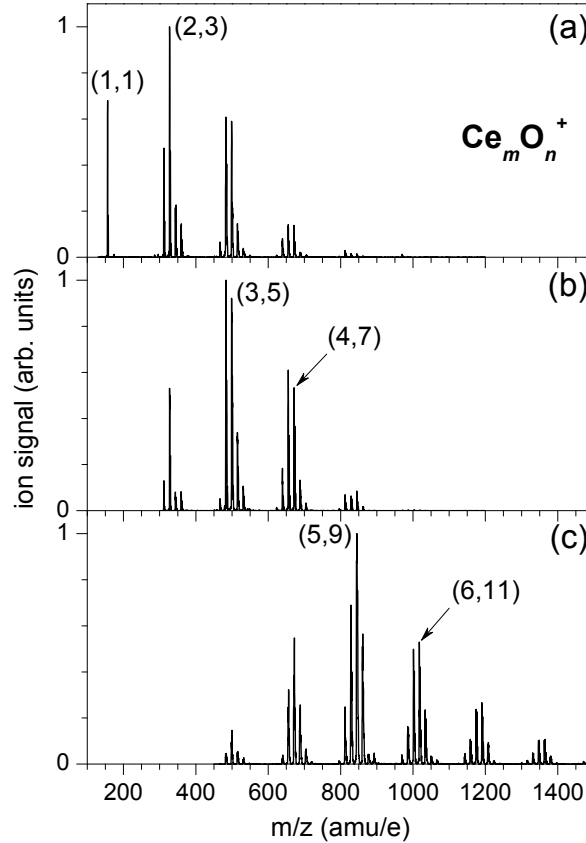 1
(2,3)
(a)
(1,1)
CeₘOₙ⁺
0
1
(b)
(3,5)
(4,7)
ion signal (arb. units)
0
1
(5,9)
(c)
(6,11)
0
200 400 600 800 1000 1200 1400
m/z (amu/e)